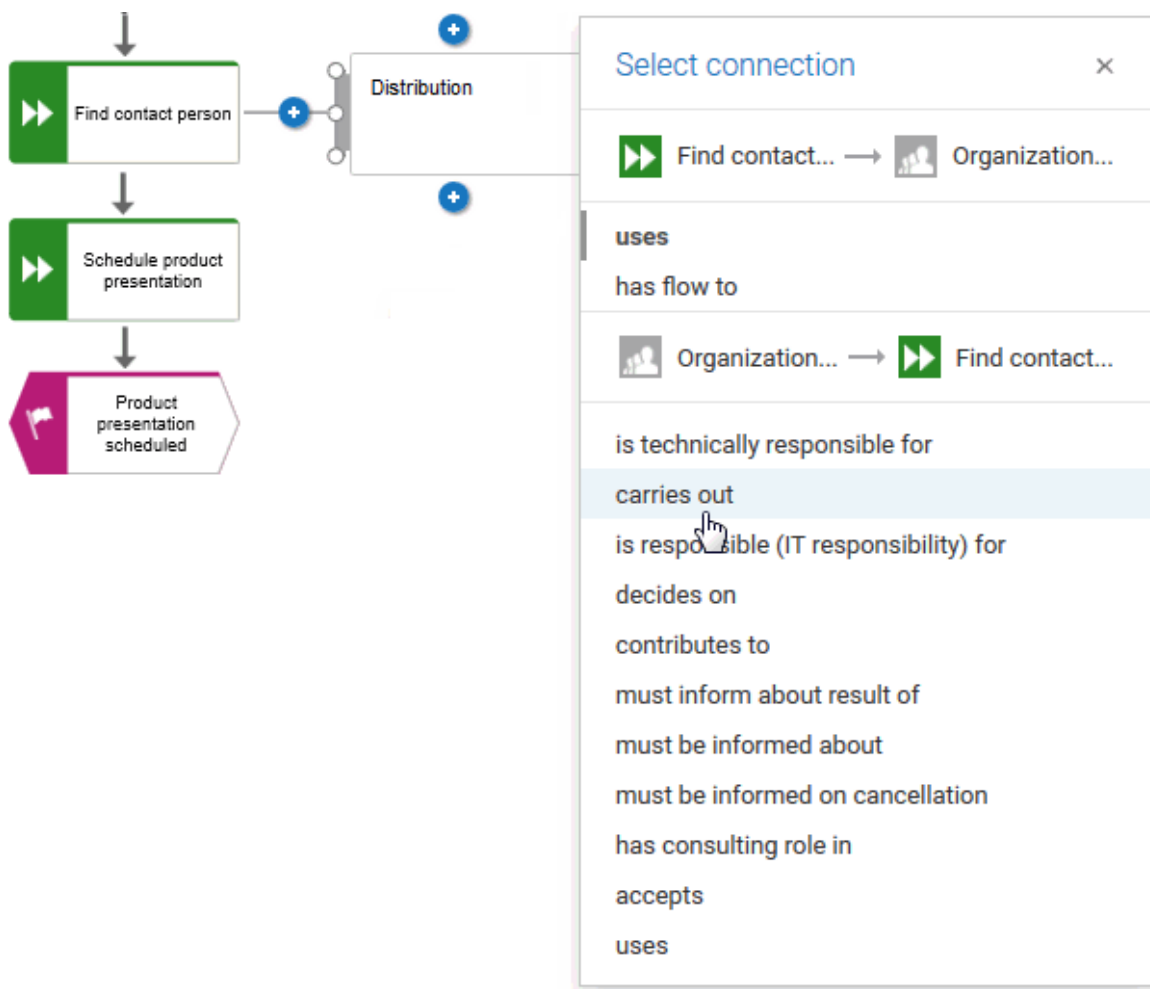 Find contact person
Distribution
Schedule product
presentation
Product
presentation
scheduled
Select connection
Find contact... Organization...
uses
has flow to
Organization... Find contact...
is technically responsible for
carries out
is responsible (IT responsibility) for
decides on
contributes to
must inform about result of
must be informed about
must be informed on cancellation
has consulting role in
accepts
uses